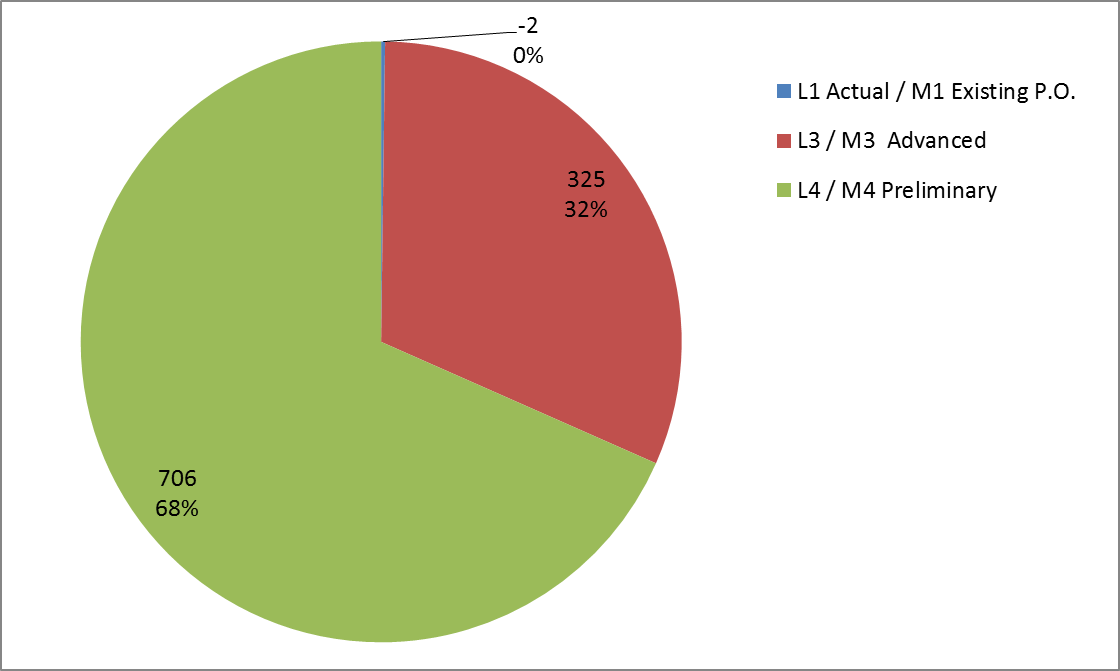 -2
0%
L1 Actual / M1 Existing P.O.
L3 / M3  Advanced
L4 / M4 Preliminary
325
32%
706
68%